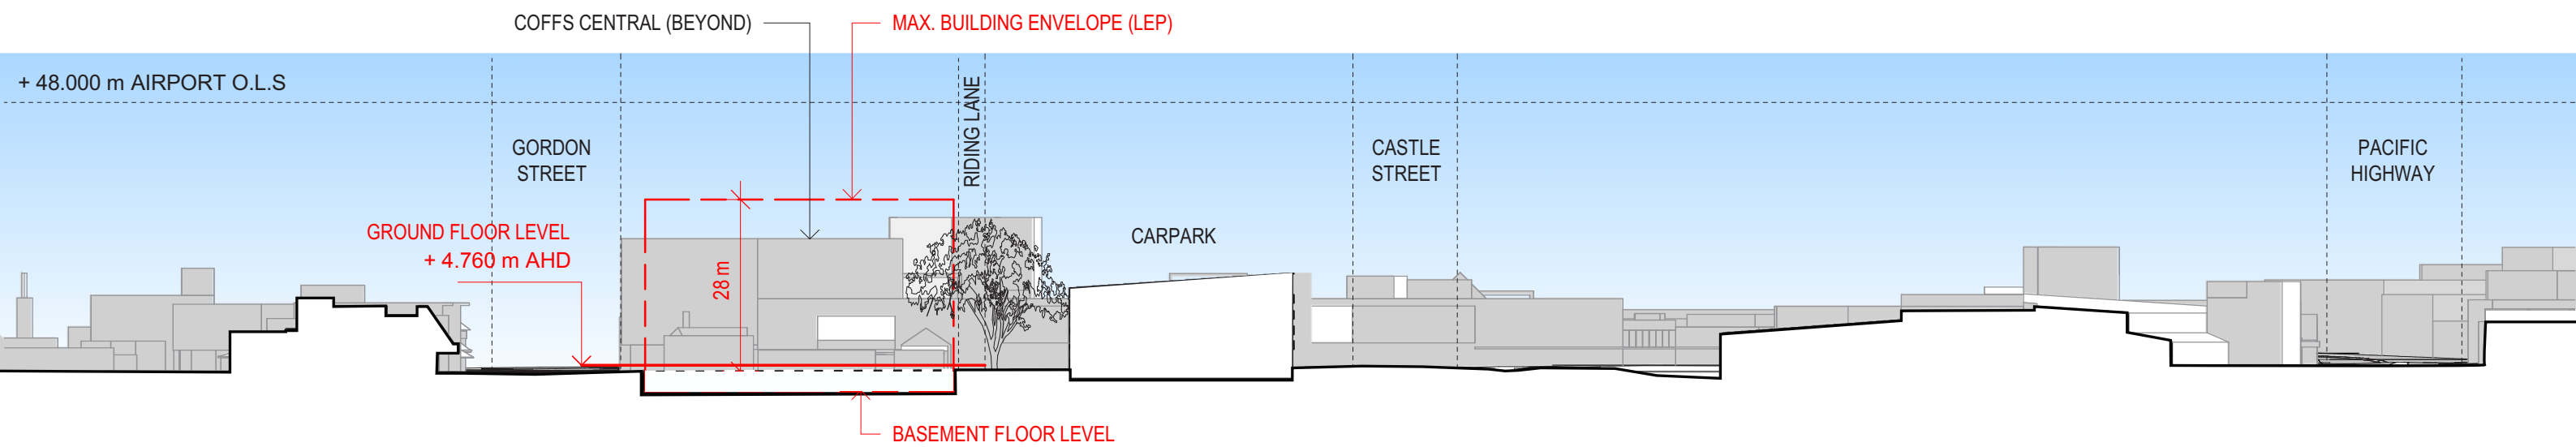 COFFS CENTRAL (BEYOND)
MAX. BUILDING ENVELOPE (LEP)
+ 48.000 m AIRPORT O.L.S
RIDING LANE
GORDON
STREET
CASTLE
STREET
PACIFIC
HIGHWAY
GROUND FLOOR LEVEL
+ 4.760 m AHD
CARPARK
28 m
BASEMENT FLOOR LEVEL